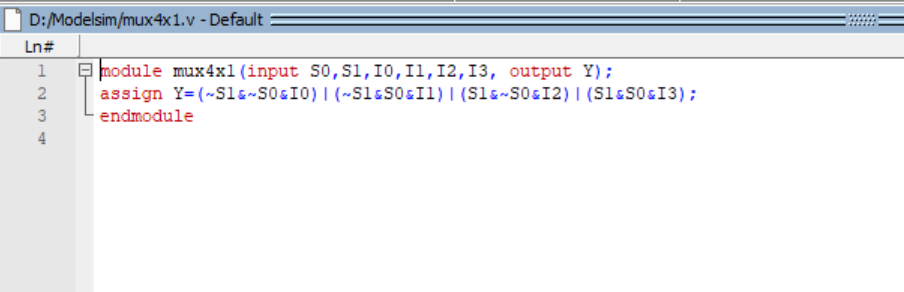 D:/Modelsim/mux4x1.v - Default
Ln#
1 module mux4x1(input S0,S1,I0,I1,I2,I3, output Y);
2 assign Y=(~S1&~S0&I0)|(~S1&S0&I1)|(S1&~S0&I2)|(S1&S0&I3);
3 endmodule
4